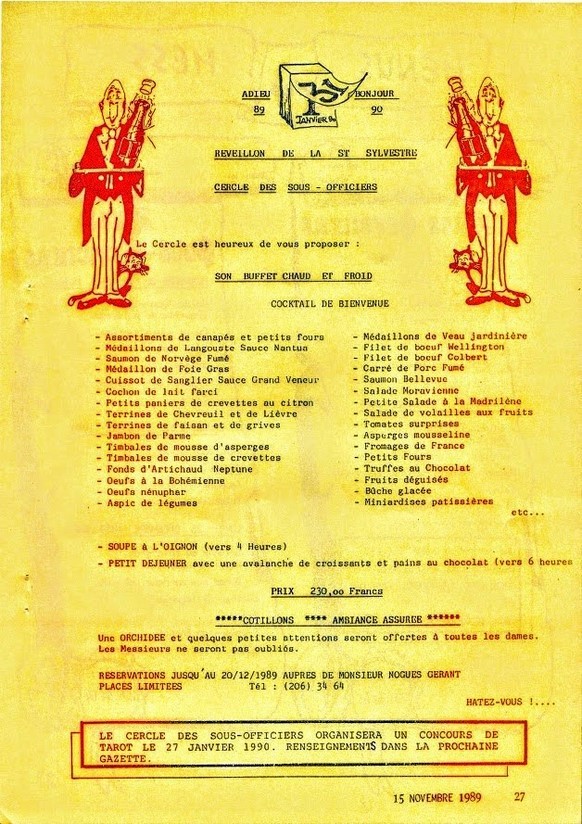 ADIEU BONJOUR
89 90
31
1
JANVIER 90
REVEILLON DE LA ST SYLVESTRE
CERCLE DES SOUS - OFFICIERS
Le Cercle est heureux de vous proposer :
SON BUFFET CHAUD ET FROID
COCKTAIL DE BIENVENUE
- Assortiments de canapés et petits fours
- Médaillons de Langouste Sauce Nantua
- Saumon de Norvège Fumé
- Médaillon de Foie Gras
- Cuissot de Sanglier Sauce Grand Veneur
- Cochon de lait farci
- Petits paniers de crevettes au citron
- Terrines de Chevreuil et de Lièvre
- Terrines de faisan et de grives
- Jambon de Parme
- Timbales de mousse d'asperges
- Timbales de mousse de crevettes
- Fonds d'Artichaud Neptune
- Oeufs à la Bohémienne
- Oeufs nénuphar
- Aspic de légumes
- Médaillons de Veau jardinière
- Filet de boeuf Wellington
- Filet de boeuf Colbert
- Carré de Porc Fumé
- Saumon Bellevue
- Salade Moravienne
- Petite Salade à la Madrilène
- Salade de volailles aux fruits
- Tomates surprises
- Asperges mousseline
- Fromages de France
- Petits Fours
- Truffes au Chocolat
- Fruits déguisés
- Bûche glacée
- Miniardises patissières
etc...
- SOUPE à L'OIGNON (vers 4 Heures)
- PETIT DEJEUNER avec une avalanche de croissants et pains au chocolat (vers 6 heures
PRIX 230,oo Francs
*****COTILLONS **** AMBIANCE ASSUREE ******
Une ORCHIDEE et quelques petites attentions seront offertes à toutes les dames.
Les Messieurs ne seront pas oubliés.
RESERVATIONS JUSQU'AU 20/12/1989 AUPRES DE MONSIEUR NOGUES GERANT
PLACES LIMITEES Tél : (206) 34 64
HATEZ-VOUS !....
LE CERCLE DES SOUS-OFFICIERS ORGANISERA UN CONCOURS DE
TAROT LE 27 JANVIER 1990. RENSEIGNEMENTS DANS LA PROCHAINE
GAZETTE.
15 NOVEMBRE 1989 27